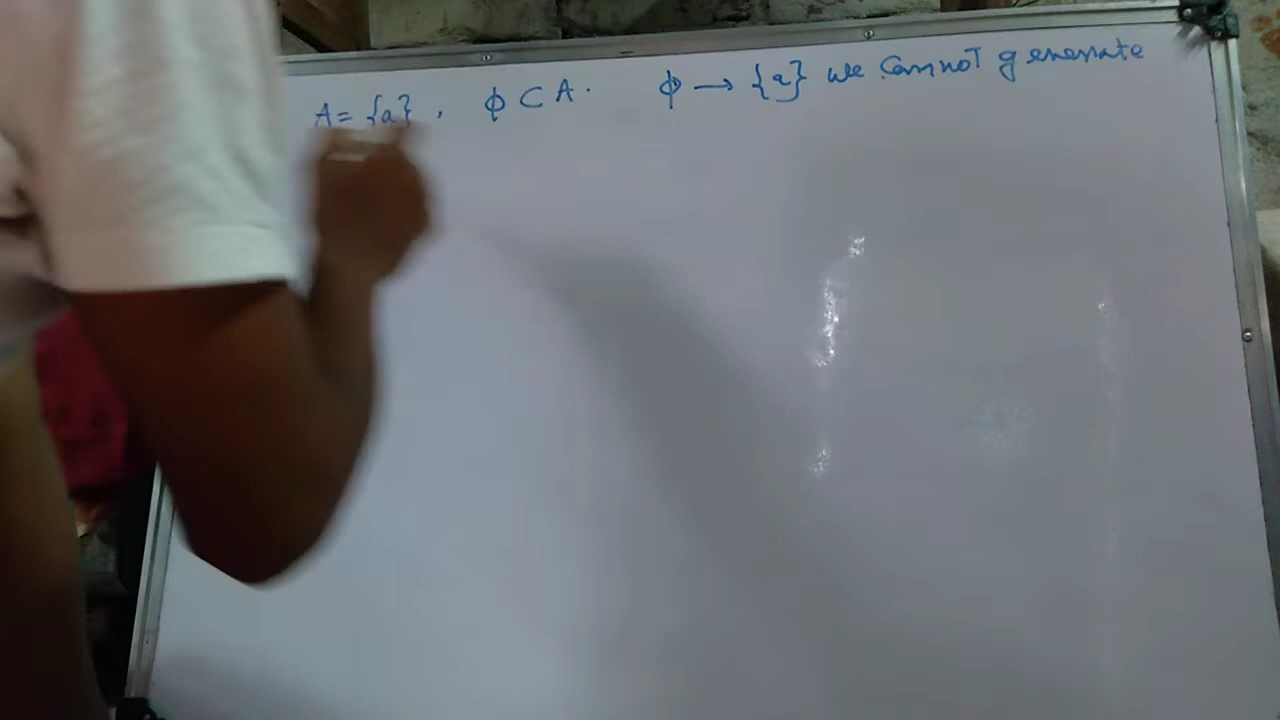 A = {a}, ϕ ⊂ A. ϕ → {a} we cannot generate